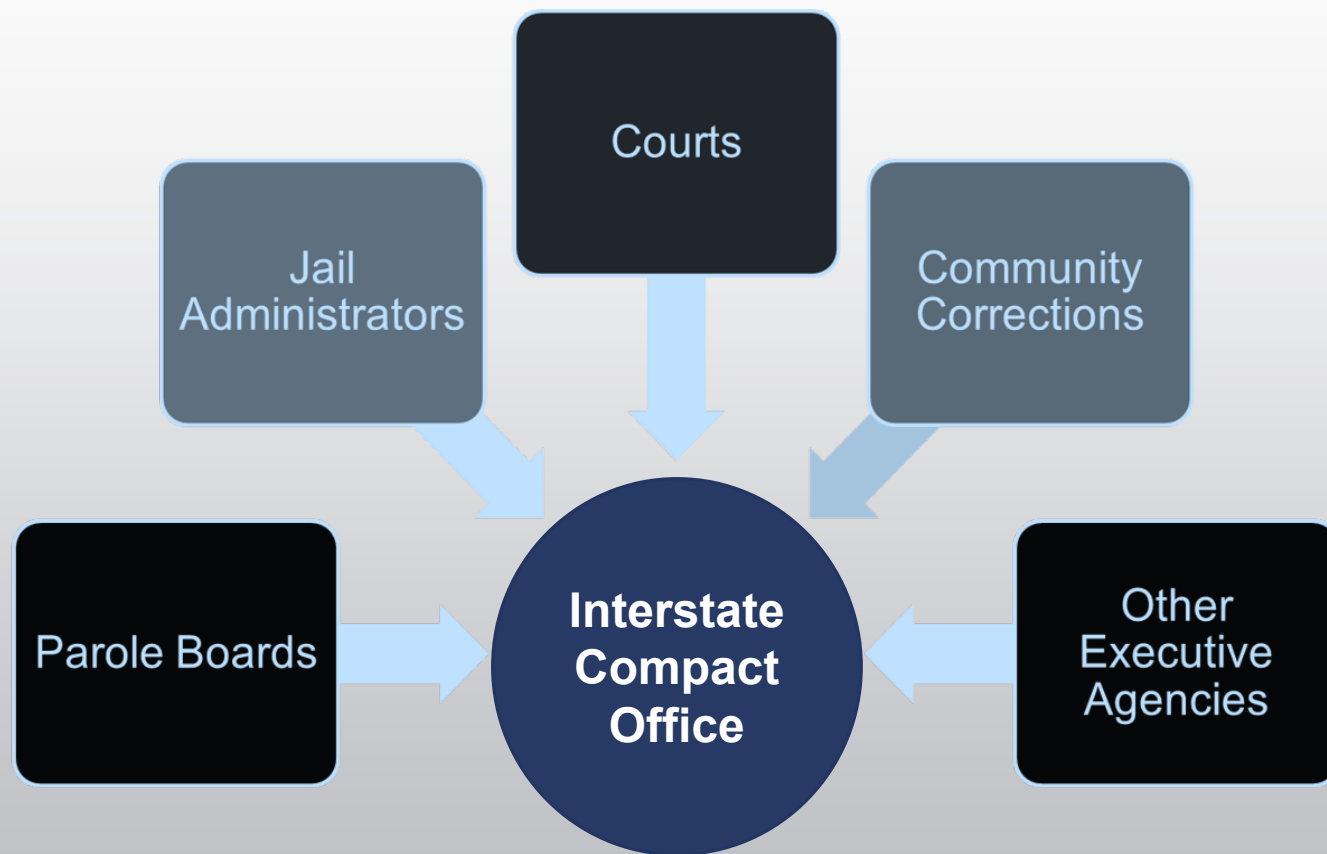 Courts
Jail
Administrators
Community
Corrections
Parole Boards
Interstate
Compact
Office
Other
Executive
Agencies